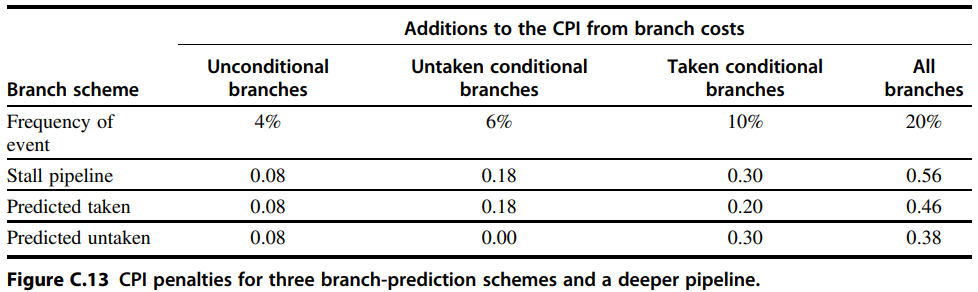 Additions to the CPI from branch costs
Branch scheme Unconditional branches Untaken conditional branches Taken conditional branches All branches
Frequency of event 4% 6% 10% 20%
Stall pipeline 0.08 0.18 0.30 0.56
Predicted taken 0.08 0.18 0.20 0.46
Predicted untaken 0.08 0.00 0.30 0.38
Figure C.13 CPI penalties for three branch-prediction schemes and a deeper pipeline.